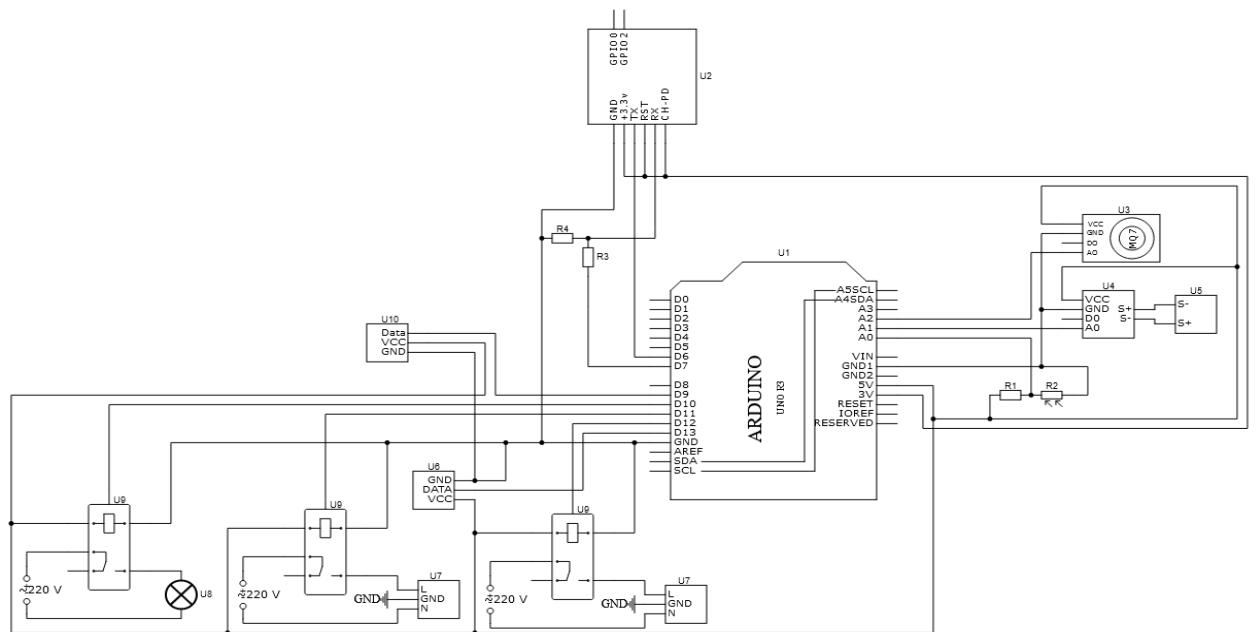 GPIO0
GPIO2
U2
GND
+3.3v
TX
RST
RX
CH-PD
R4
R3
U1
U3
VCC
GND
D0
A0
MQ7
U4
VCC
GND
D0
A0
S+
S-
U5
S-
S+
U10
Data
VCC
GND
D0
D1
D2
D3
D4
D5
D6
D7
D8
D9
D10
D11
D12
D13
GND
AREF
SDA
SCL
ARDUINO
UNO R3
A5SCL
A4SDA
A3
A2
A1
A0
VIN
GND1
GND2
5V
3V
RESET
IOREF
RESERVED
R1
R2
U6
GND
DATA
VCC
U9
220 V
U8
U9
220 V
GND
U7
L
GND
N
U9
220 V
GND
U7
L
GND
N